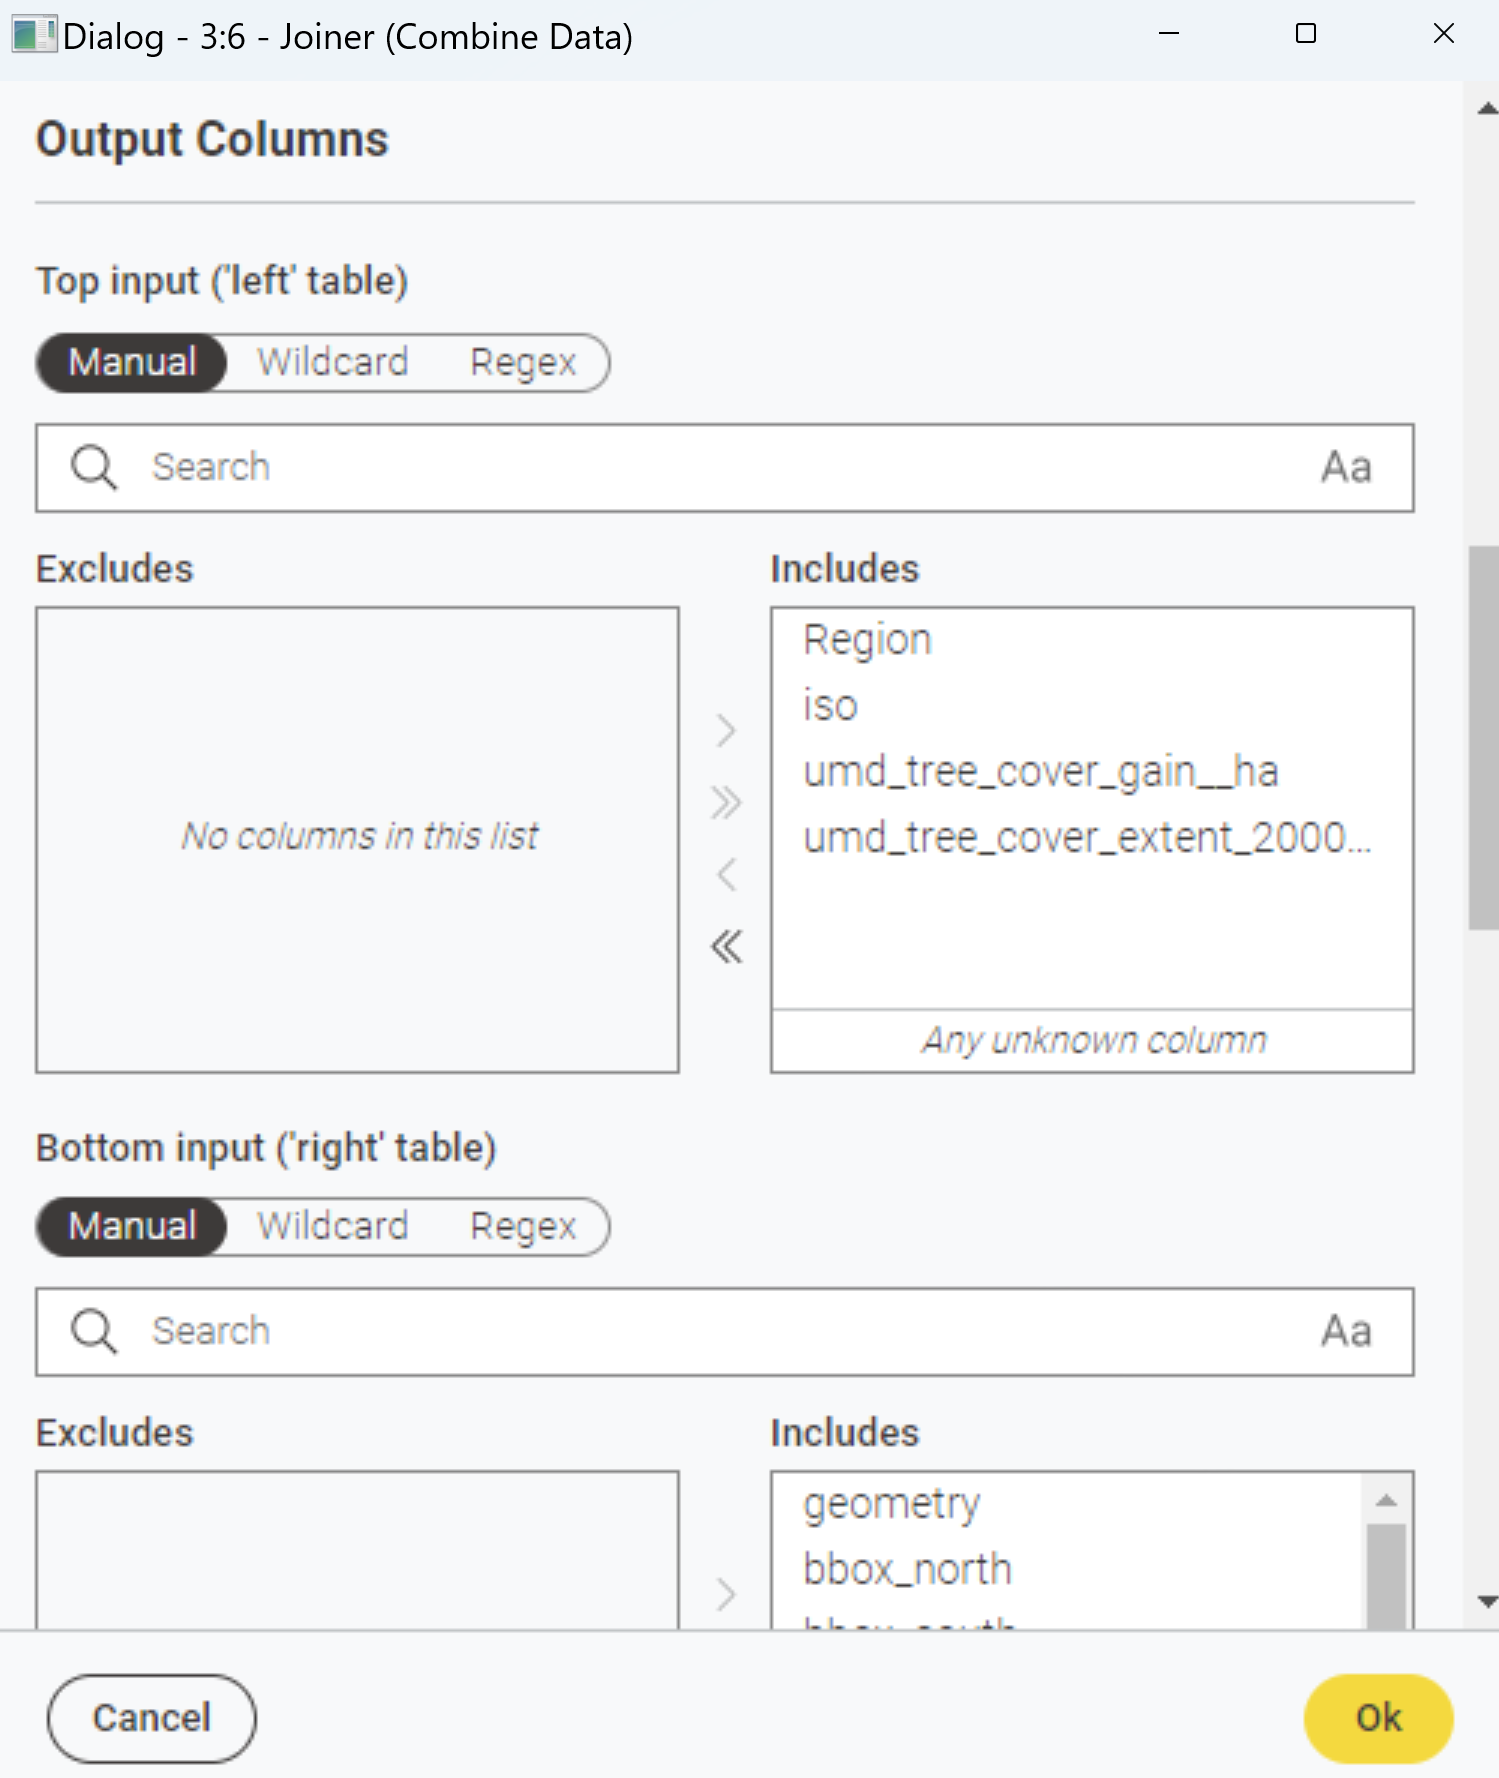 Dialog - 3:6 - Joiner (Combine Data)
Output Columns
Top input ('left' table)
Manual Wildcard Regex
Search Aa
Excludes Includes
No columns in this list
Region
iso
umd_tree_cover_gain__ha
umd_tree_cover_extent_2000...
Any unknown column
Bottom input ('right' table)
Manual Wildcard Regex
Search Aa
Excludes Includes
geometry
bbox_north
Cancel Ok